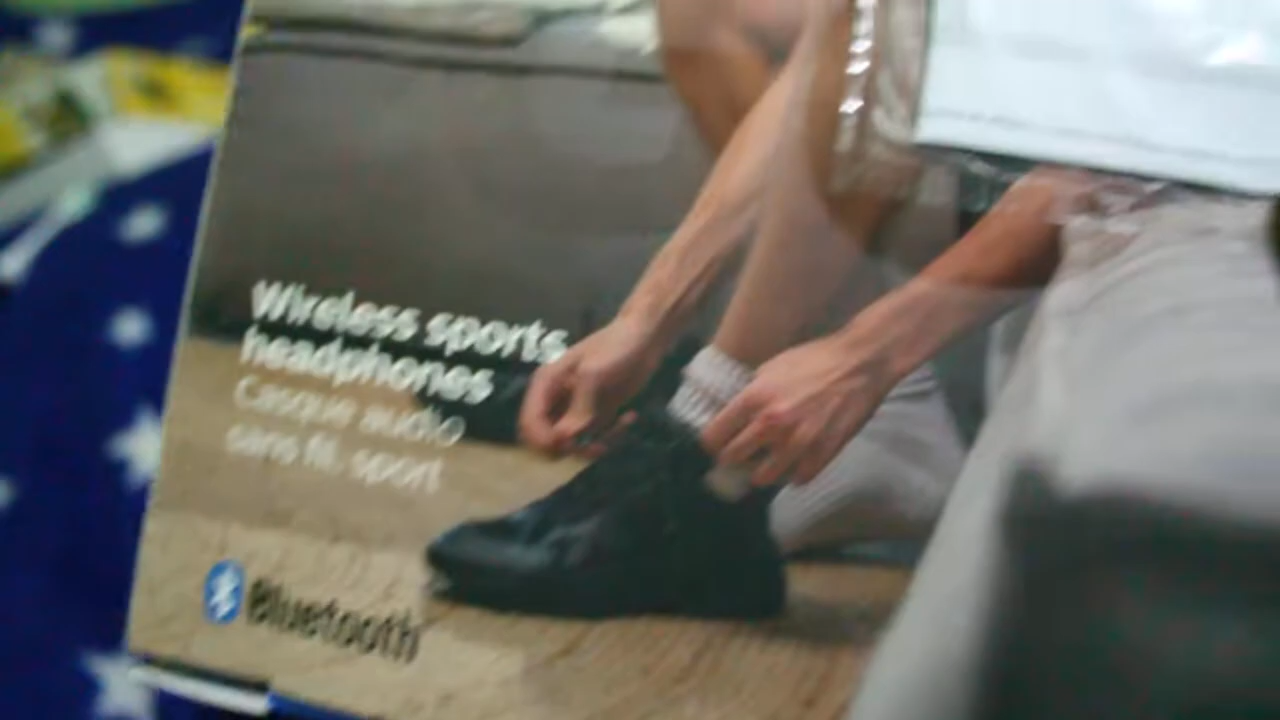 Wireless sports
headphones
Casque audio
sans fil sport
Bluetooth